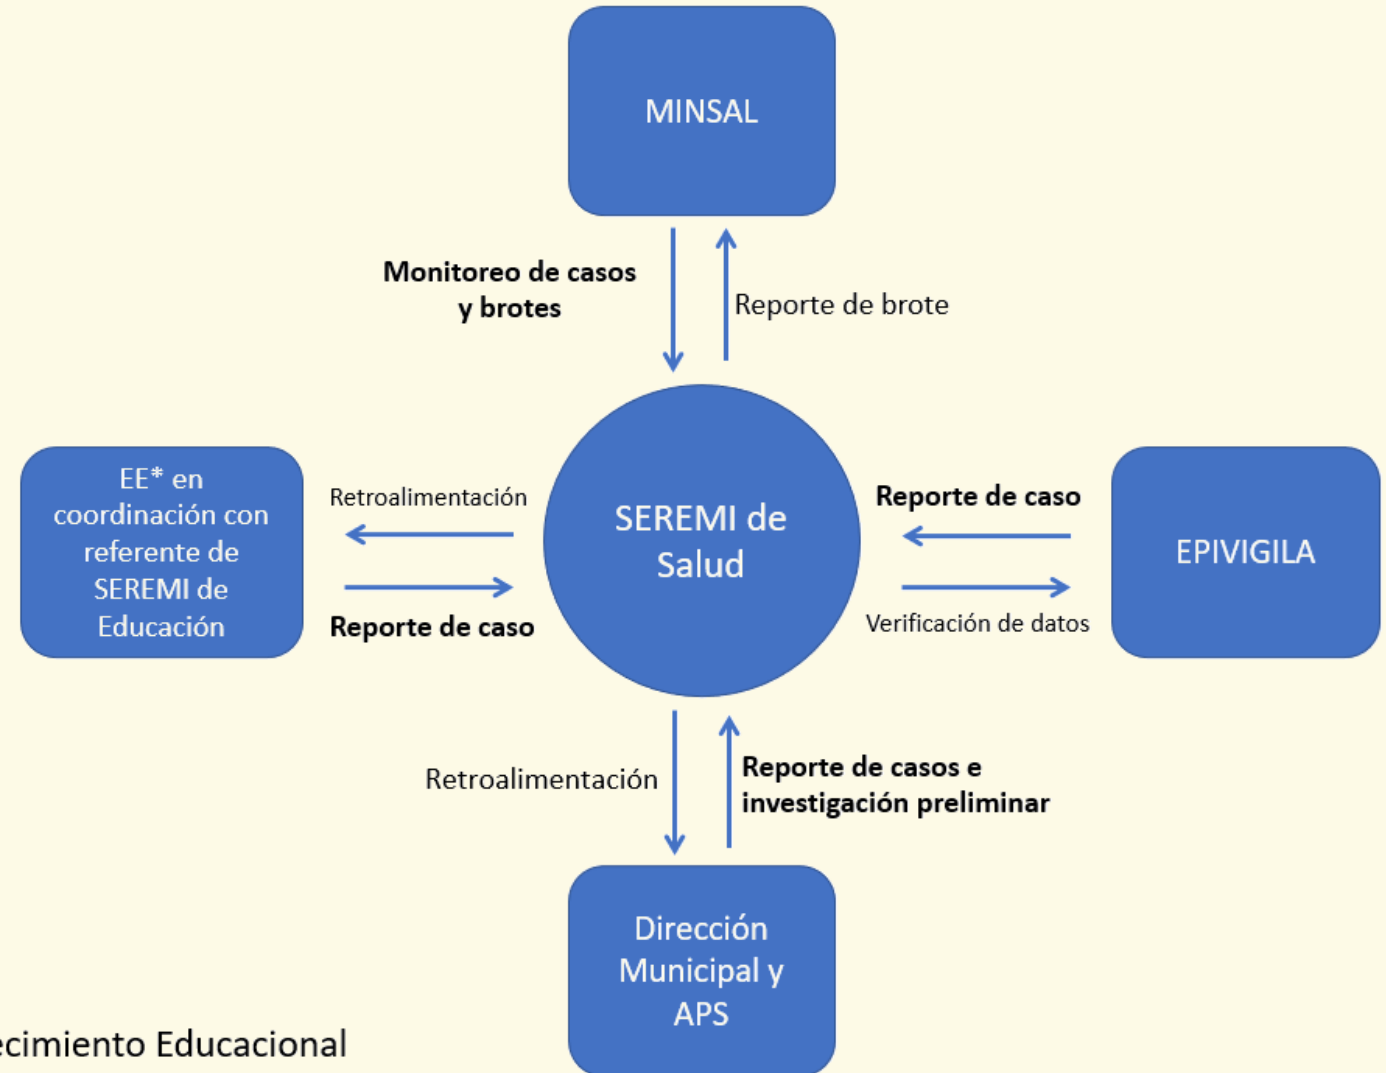 MINSAL
Monitoreo de casos
y brotes
Reporte de brote
EE* en
coordinación con
referente de
SEREMI de
Educación
Retroalimentación
Reporte de caso
SEREMI de
Salud
Reporte de caso
Verificación de datos
EPIVIGILA
Retroalimentación
Reporte de casos e
investigación preliminar
Dirección
Municipal y
APS
ecimiento Educacional